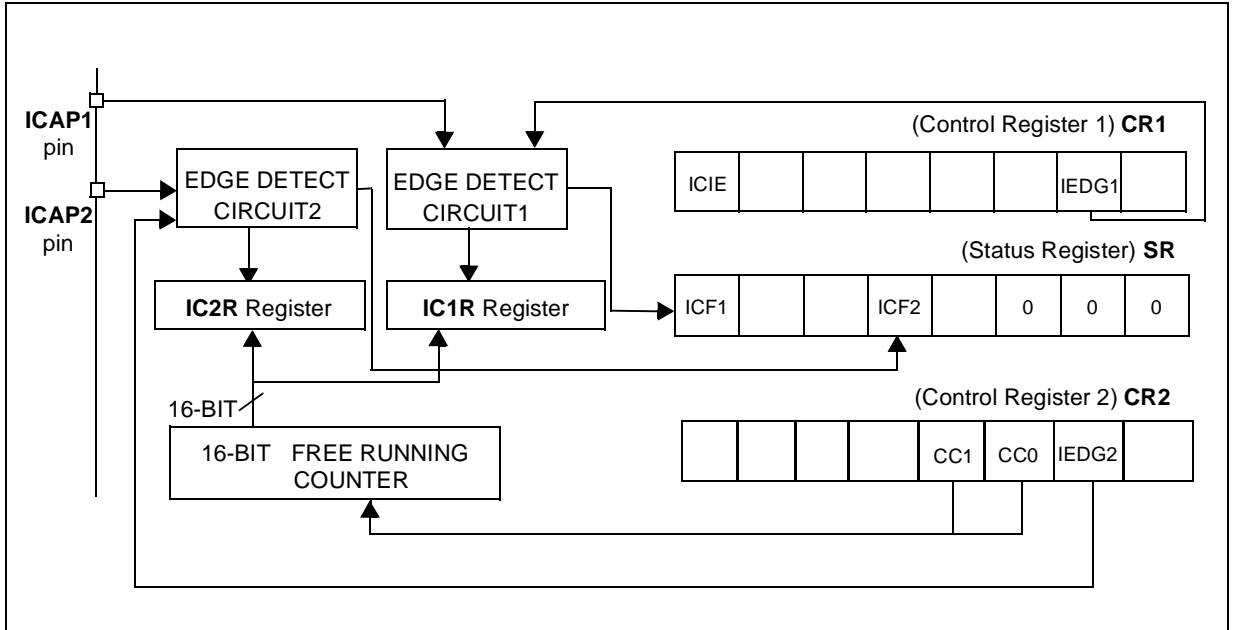 ICAP1
pin
ICAP2
pin
EDGE DETECT
CIRCUIT2
EDGE DETECT
CIRCUIT1
IC2R Register
IC1R Register
16-BIT
16-BIT FREE RUNNING
COUNTER
(Control Register 1) CR1
ICIE IEDG1
(Status Register) SR
ICF1 ICF2 0 0 0
(Control Register 2) CR2
CC1 CC0 IEDG2